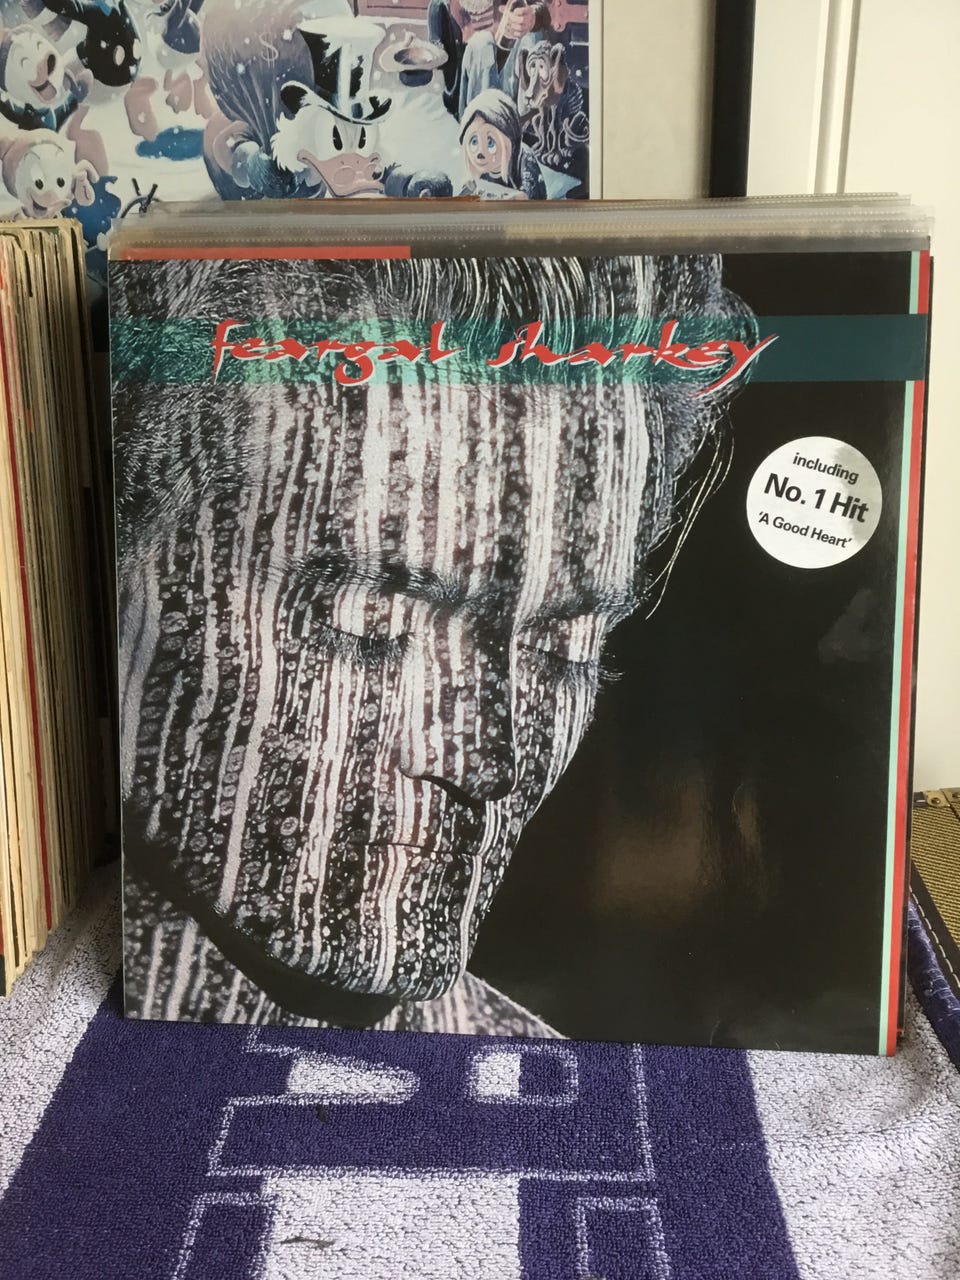 feargal sharkey
including
No. 1 Hit
'A Good Heart'